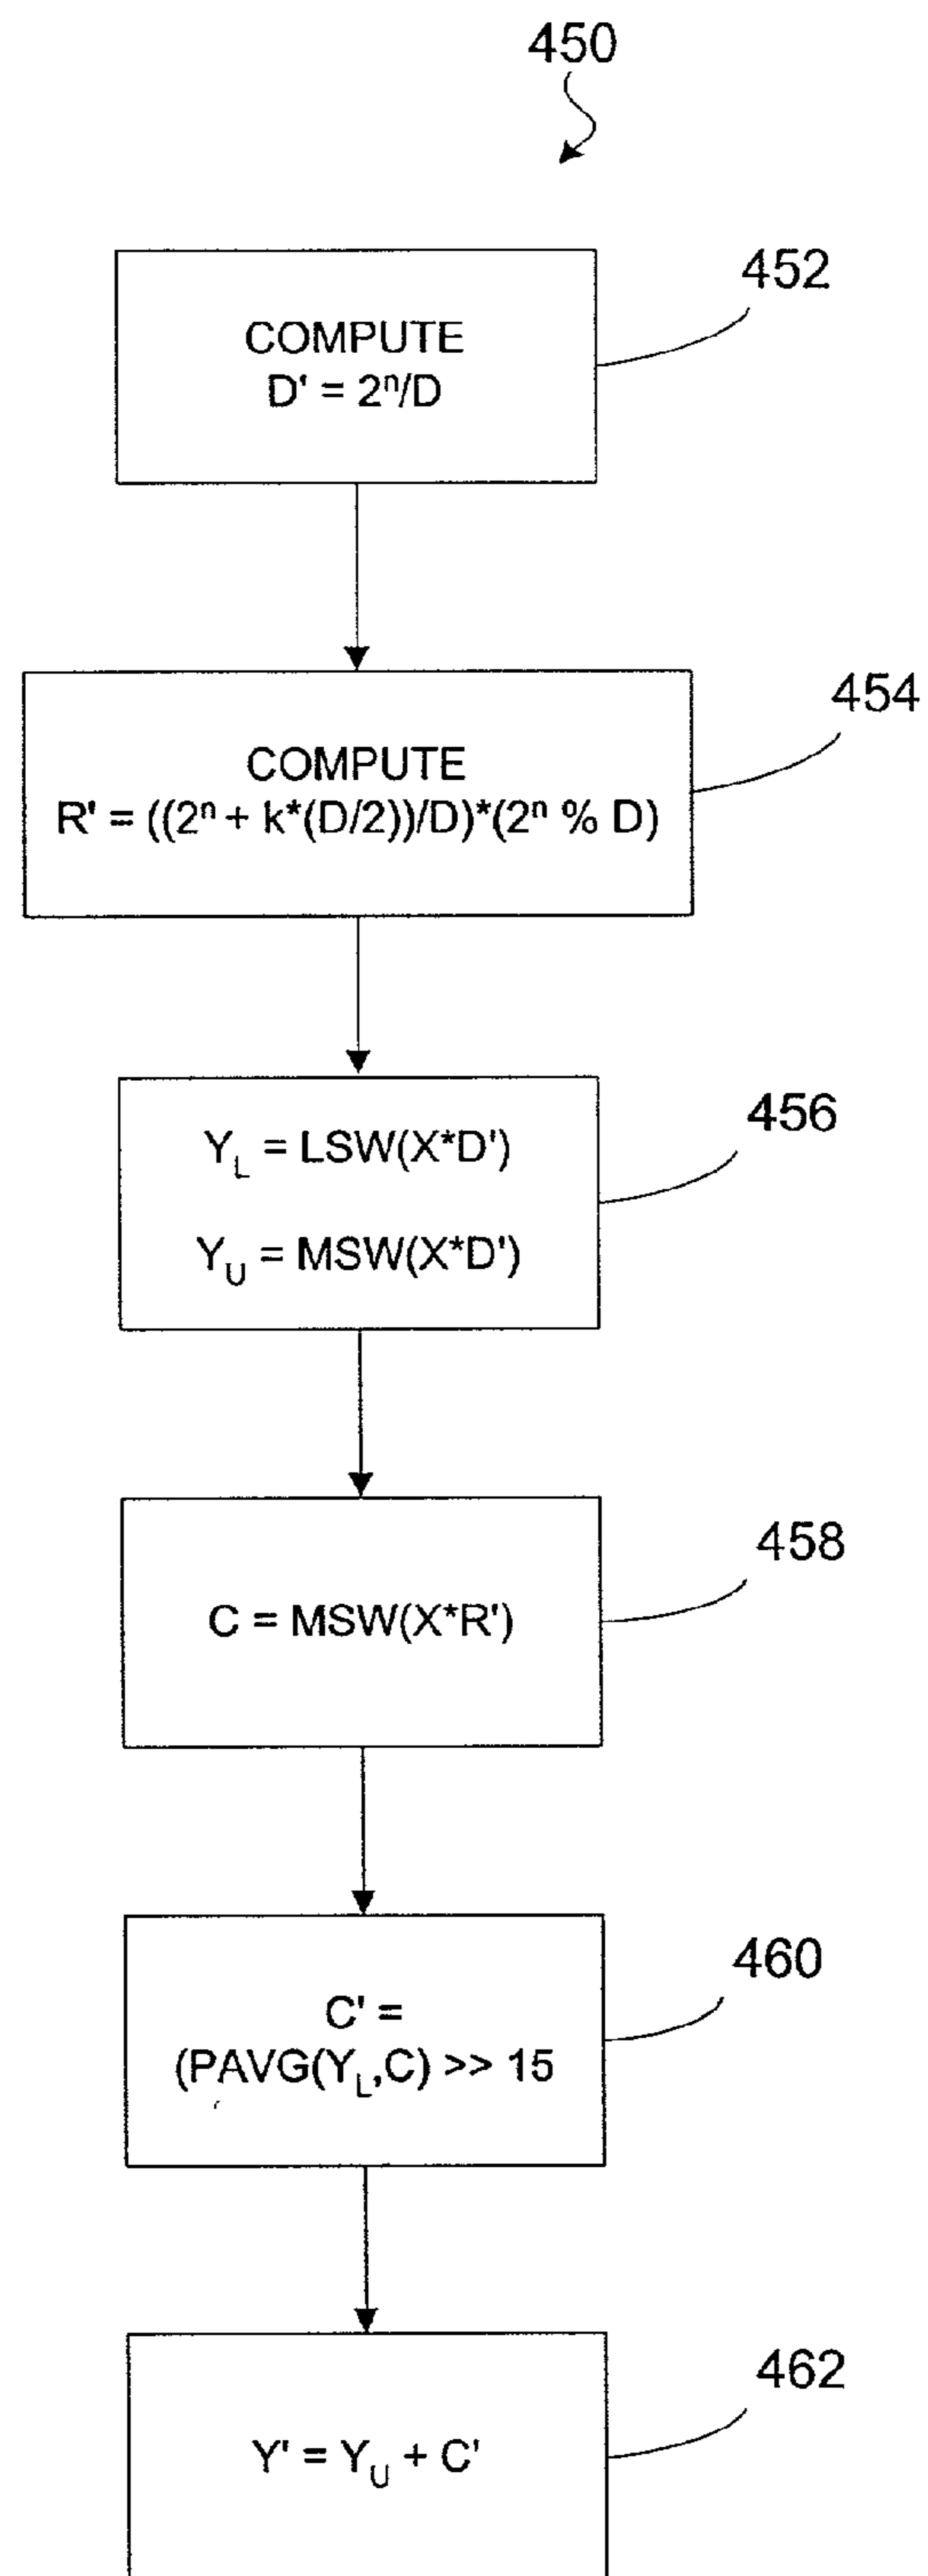 450
452
COMPUTE
D' = 2ⁿ/D
454
COMPUTE
R' = ((2ⁿ + k*(D/2))/D)*(2ⁿ % D)
456
Y_L = LSW(X*D')
Y_U = MSW(X*D')
458
C = MSW(X*R')
460
C' =
(PAVG(Y_L,C) >> 15
462
Y' = Y_U + C'